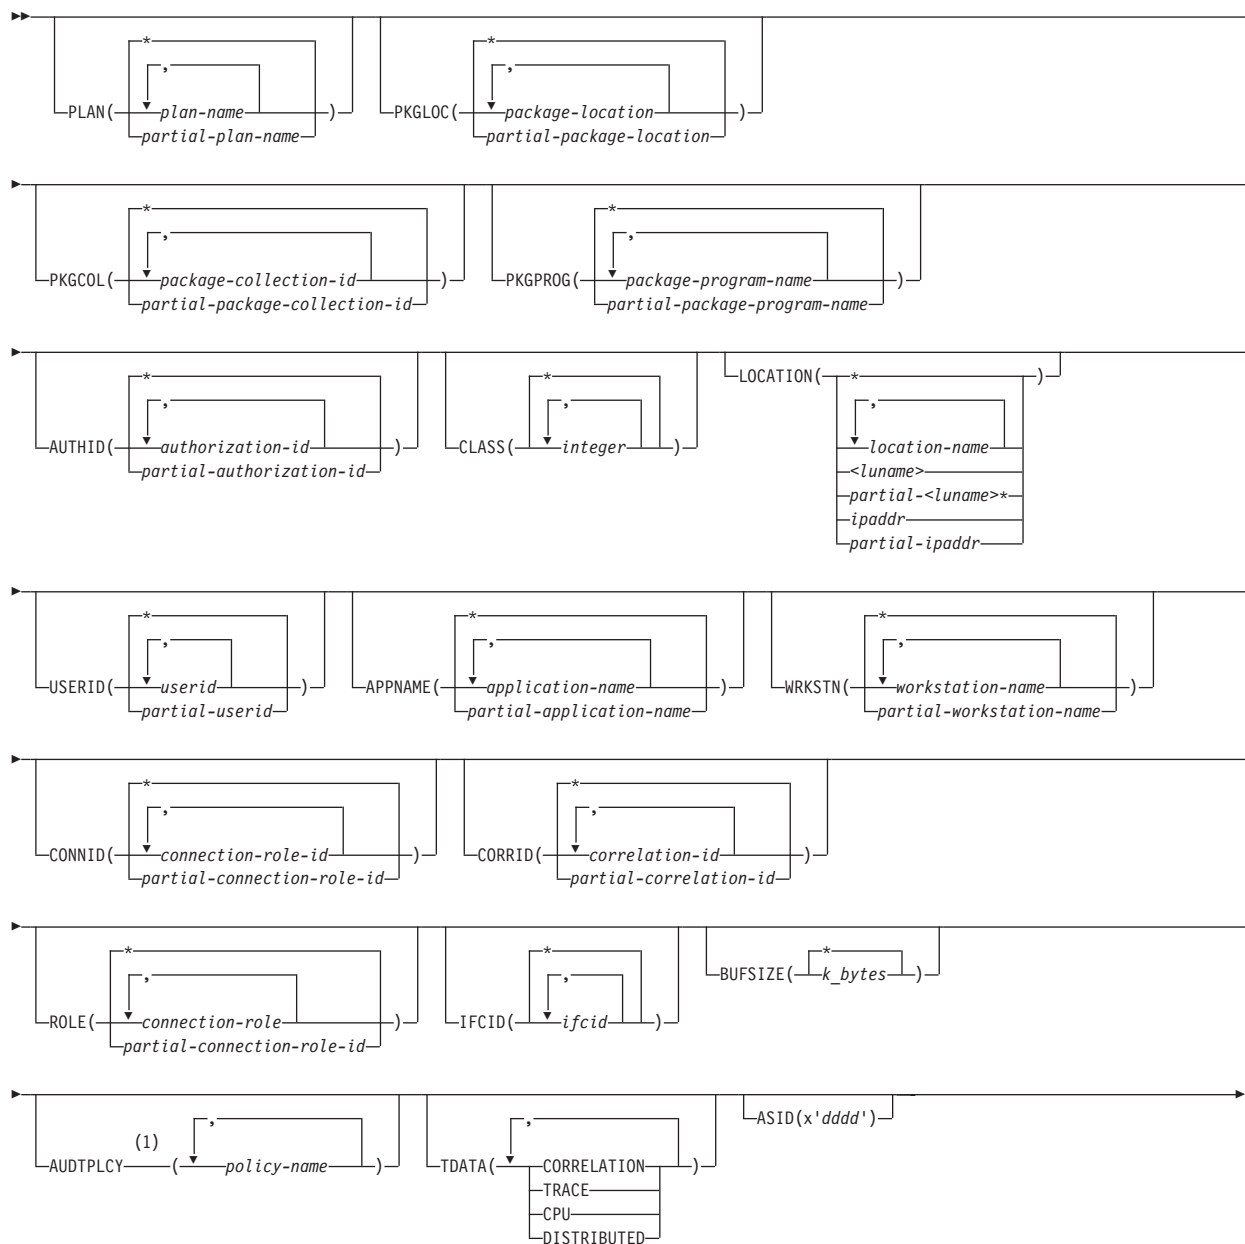 * *
, ,
PLAN( plan-name ) PKGLOC( package-location )
partial-plan-name partial-package-location
* *
, ,
PKGCOL( package-collection-id ) PKGPROG( package-program-name )
partial-package-collection-id partial-package-program-name
* * LOCATION( * )
, , ,
AUTHID( authorization-id ) CLASS( integer ) location-name
partial-authorization-id <luname>
partial-<luname>*
ipaddr
partial-ipaddr
* * *
, , ,
USERID( userid ) APPNAME( application-name ) WRKSTN( workstation-name )
partial-userid partial-application-name partial-workstation-name
* *
, ,
CONNID( connection-role-id ) CORRID( correlation-id )
partial-connection-role-id partial-correlation-id
* * *
, , BUFSIZE( k_bytes )
ROLE( connection-role ) IFCID( ifcid )
partial-connection-role-id
, , ASID(x'dddd')
(1)
AUDTPLCY ( policy-name ) TDATA( CORRELATION )
TRACE
CPU
DISTRIBUTED